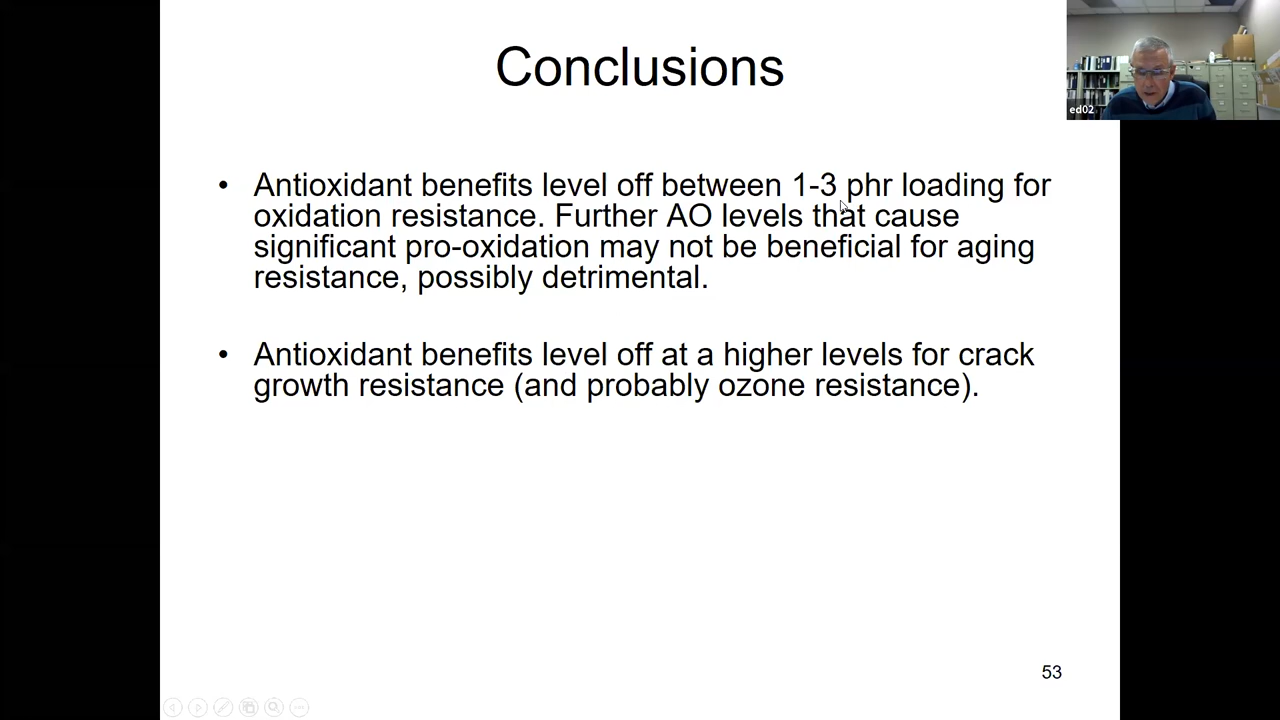 Conclusions
ed02
• Antioxidant benefits level off between 1-3 phr loading for
oxidation resistance. Further AO levels that cause
significant pro-oxidation may not be beneficial for aging
resistance, possibly detrimental.
• Antioxidant benefits level off at a higher levels for crack
growth resistance (and probably ozone resistance).
53